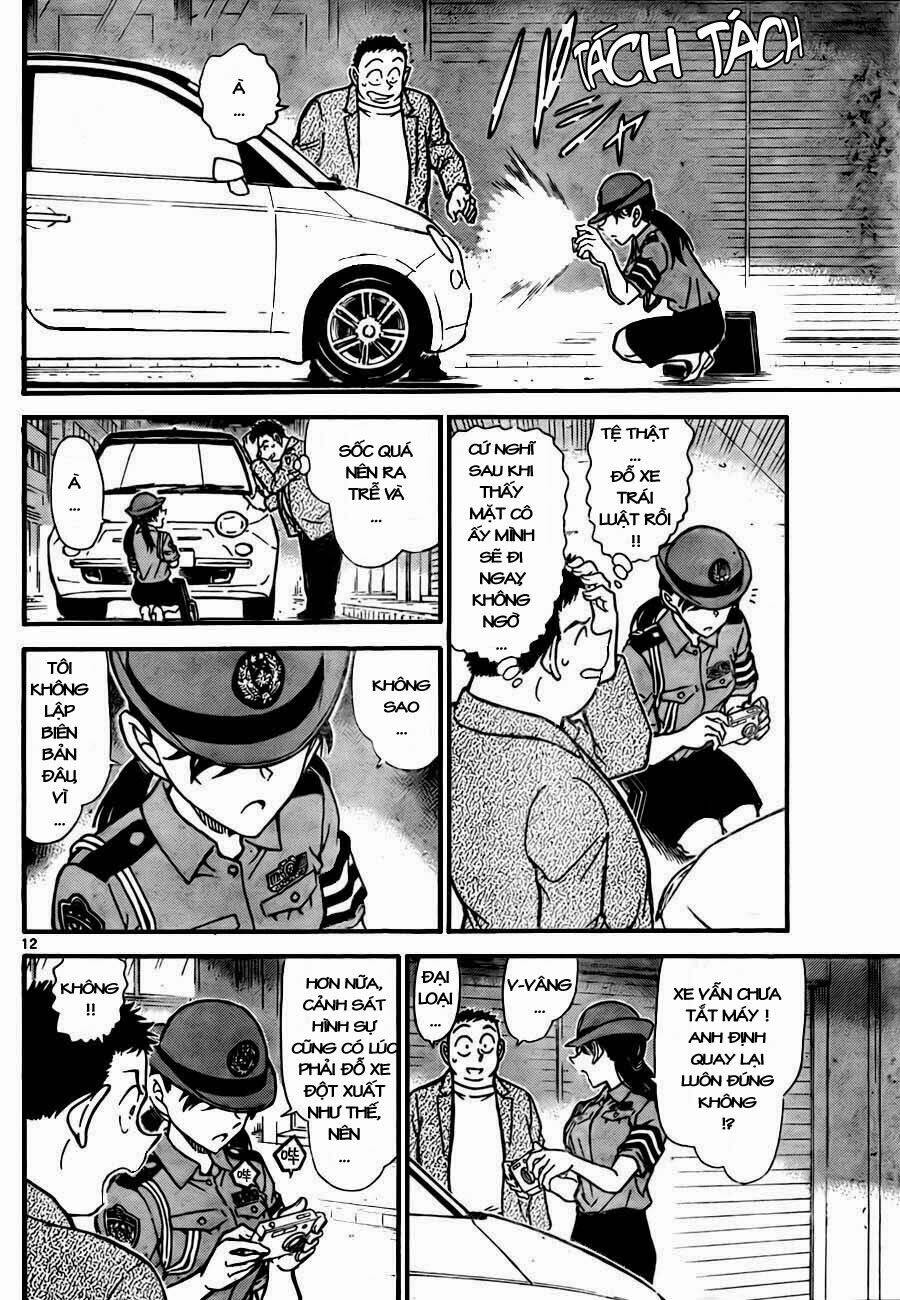 TÁCH TÁCH
À
...
TỆ THẬT
...
ĐỖ XE
TRÁI
LUẬT RỒI
!!
CỨ NGHĨ
SAU KHI
THẤY
MẶT CÔ
ẤY MÌNH
SẼ ĐI
NGAY,
KHÔNG
NGỜ
...
SỐC QUÁ
NÊN RA
TRỄ VÀ
...
À
...
KHÔNG
SAO
...
TÔI
KHÔNG
LẬP
BIÊN
BẢN
ĐÂU,
VÌ
...
12
XE VẪN CHƯA
TẮT MÁY !
ANH ĐỊNH
QUAY LẠI
LUÔN ĐÚNG
KHÔNG
!?
V-VÂNG
...
ĐẠI
LOẠI
...
HƠN NỮA,
CẢNH SÁT
HÌNH SỰ
CŨNG CÓ LÚC
PHẢI ĐỖ XE
ĐỘT XUẤT
NHƯ THẾ,
NÊN
...
KHÔNG
!!